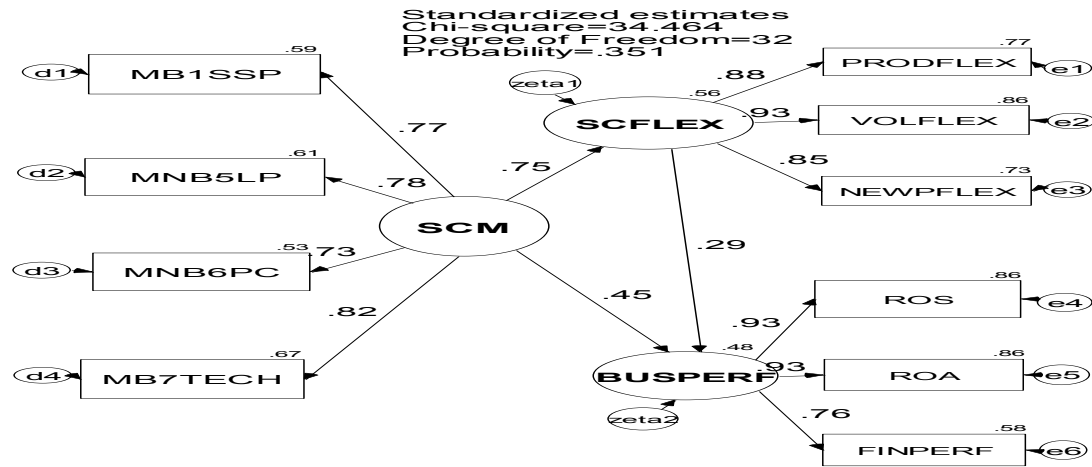 Standardized estimates
Chi-square=34.464
Degree of Freedom=32
Probability=.351
.59
d1
MB1SSP
.77
.61
d2
MNB5LP
.78
.53
d3
MNB6PC
.73
.67
d4
MB7TECH
.82
SCM
.75
.45
zeta1
.56
SCFLEX
.29
.88
.77
PRODFLEX
e1
.93
.86
VOLFLEX
e2
.85
.73
NEWPFLEX
e3
.48
BUSPERF
zeta2
.93
.86
ROS
e4
.93
.86
ROA
e5
.76
.58
FINPERF
e6